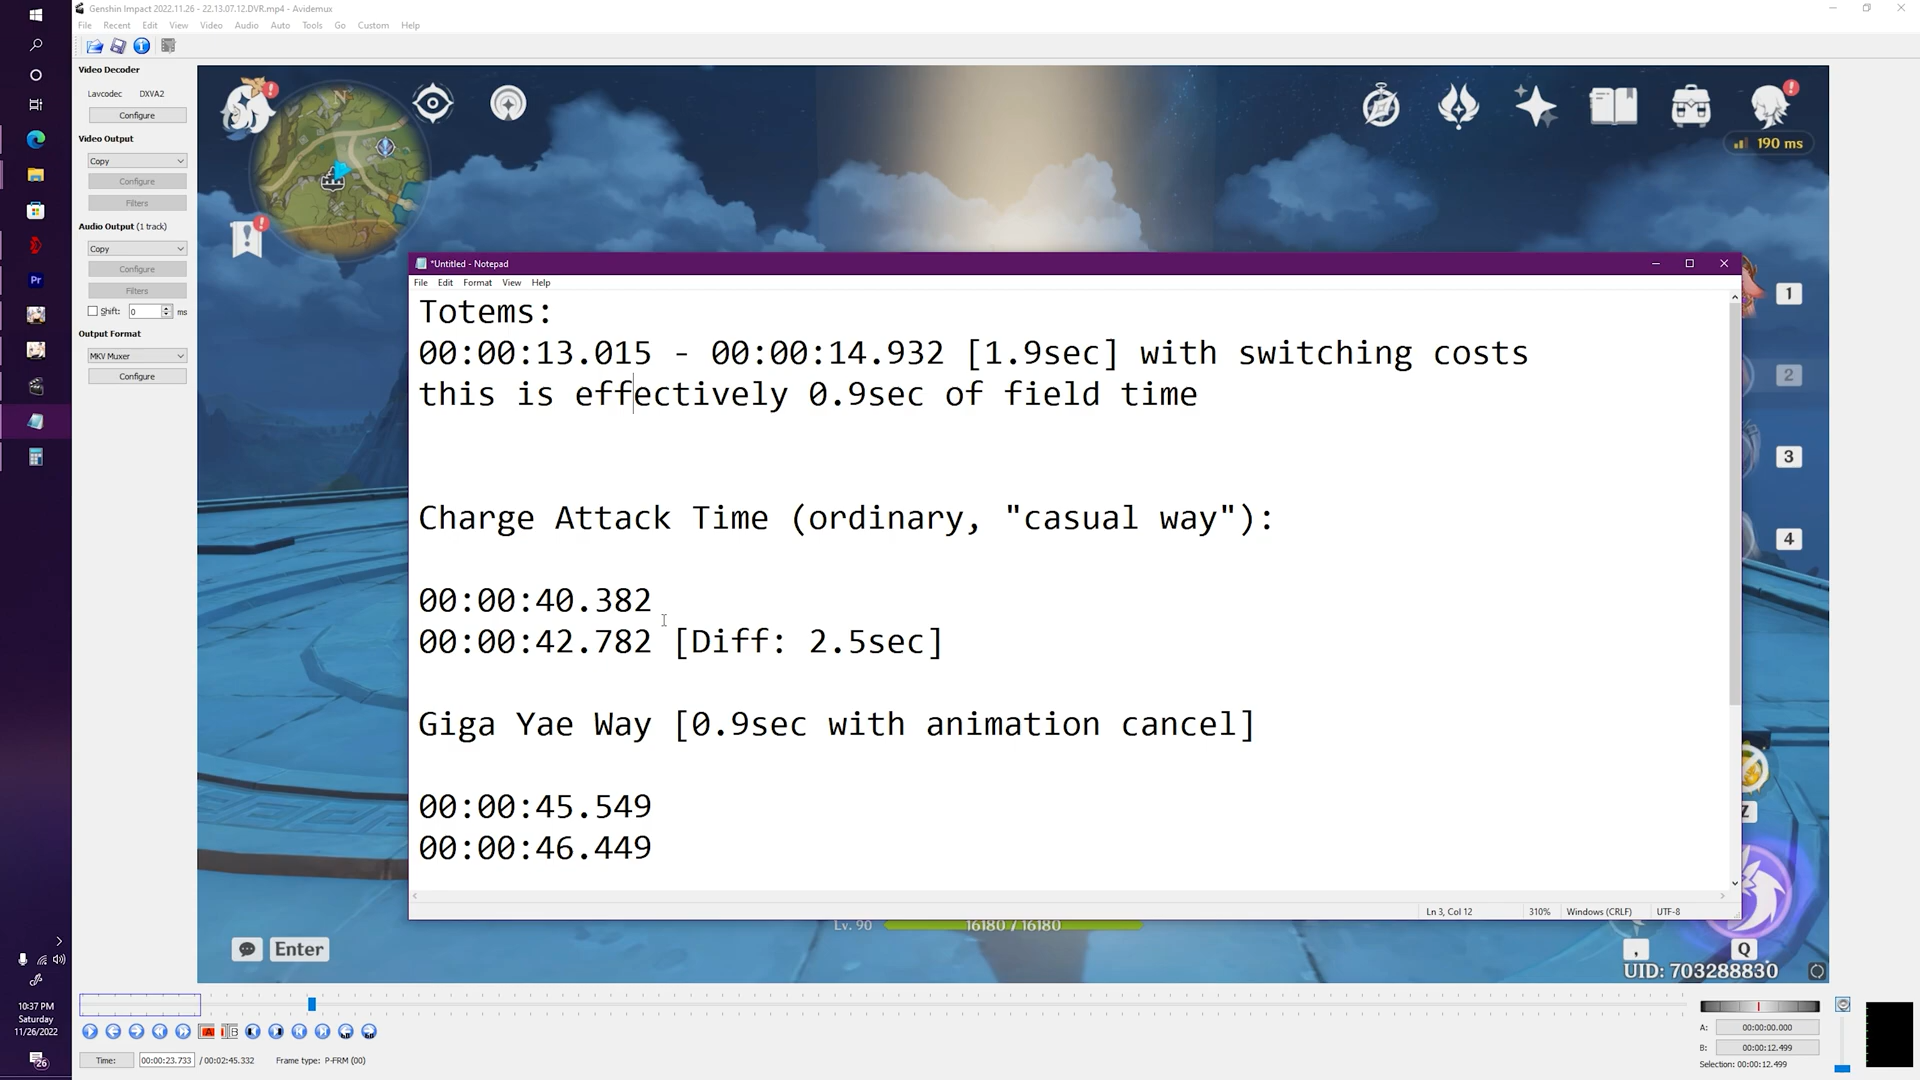 Genshin Impact 2022.11.26 - 22.13.07.12.DVR.mp4 - Avidemux
File Recent Edit View Video Audio Auto Tools Go Custom Help
Video Decoder
Lavcodec DXVA2
Configure
Video Output
Copy
Configure
Filters
Audio Output (1 track)
Copy
Configure
Filters
Shift: 0 ms
Output Format
MKV Muxer
Configure
N
190 ms
1
2
3
4
*Untitled - Notepad
File Edit Format View Help
Totems:
00:00:13.015 - 00:00:14.932 [1.9sec] with switching costs
this is effectively 0.9sec of field time
Charge Attack Time (ordinary, "casual way"):
00:00:40.382
00:00:42.782 [Diff: 2.5sec]
Giga Yae Way [0.9sec with animation cancel]
00:00:45.549
00:00:46.449
Ln 3, Col 12 310% Windows (CRLF) UTF-8
Z
Lv. 90 16180 / 16180
Enter
Q
UID: 703288830
Pr
10:37 PM
Saturday
11/26/2022
26
A B
Time: 00:00:23.733 / 00:02:45.332 Frame type: P-FRM (00)
A: 00:00:00.000
B: 00:00:12.499
Selection: 00:00:12.499